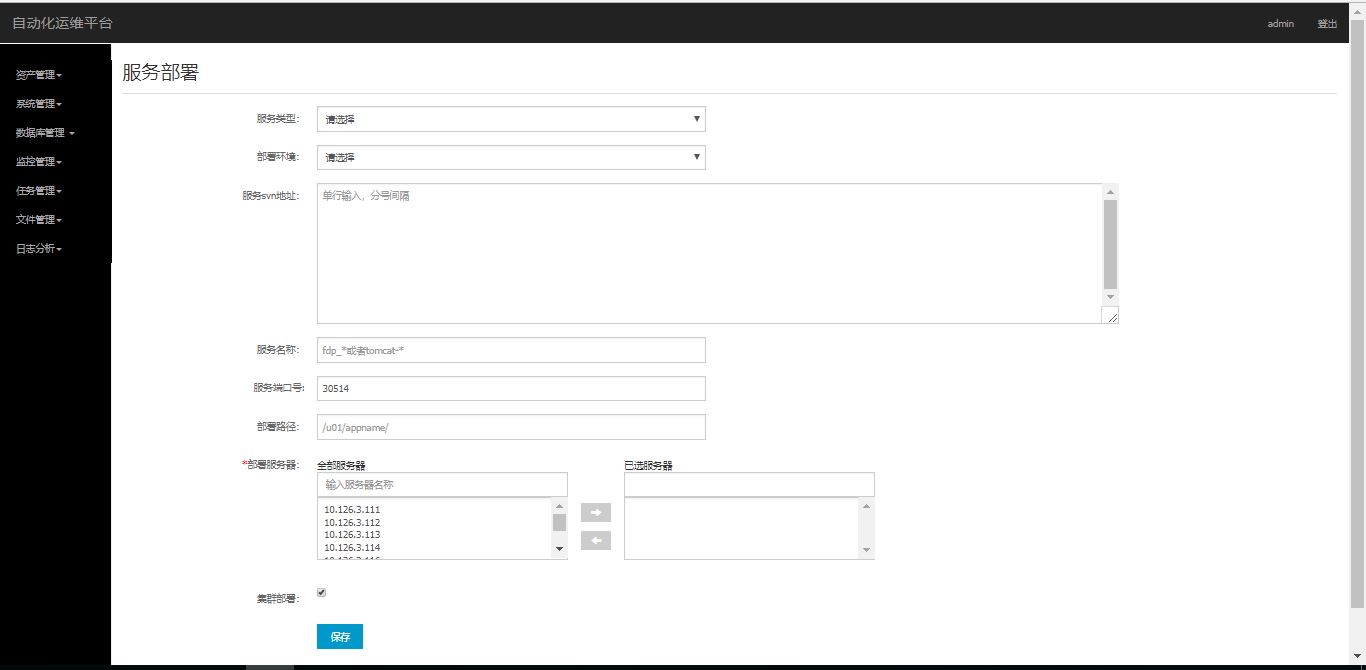 自动化运维平台
admin 登出
资产管理
系统管理
数据库管理
监控管理
任务管理
文件管理
日志分析
服务部署
服务类型: 请选择
部署环境: 请选择
服务svn地址: 单行输入，分号间隔
服务名称: fdp_*或者tomcat-*
服务端口号: 30514
部署路径: /u01/appname/
*部署服务器: 全部服务器 已选服务器
输入服务器名称
10.126.3.111
10.126.3.112
10.126.3.113
10.126.3.114
集群部署:
保存